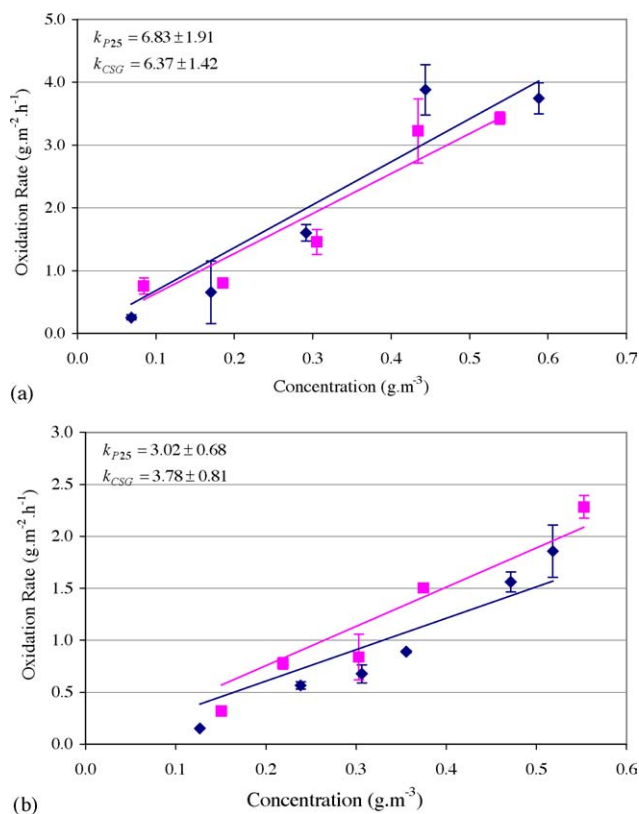 k_P25 = 6.83 ± 1.91
k_CSG = 6.37 ± 1.42
Oxidation Rate (g.m⁻².h⁻¹)
5.0
4.0
3.0
2.0
1.0
0.0
0.0 0.1 0.2 0.3 0.4 0.5 0.6 0.7
Concentration (g.m⁻³)
(a)
k_P25 = 3.02 ± 0.68
k_CSG = 3.78 ± 0.81
Oxidation Rate (g.m⁻².h⁻¹)
3.0
2.5
2.0
1.5
1.0
0.5
0.0
0.0 0.1 0.2 0.3 0.4 0.5 0.6
Concentration (g.m⁻³)
(b)